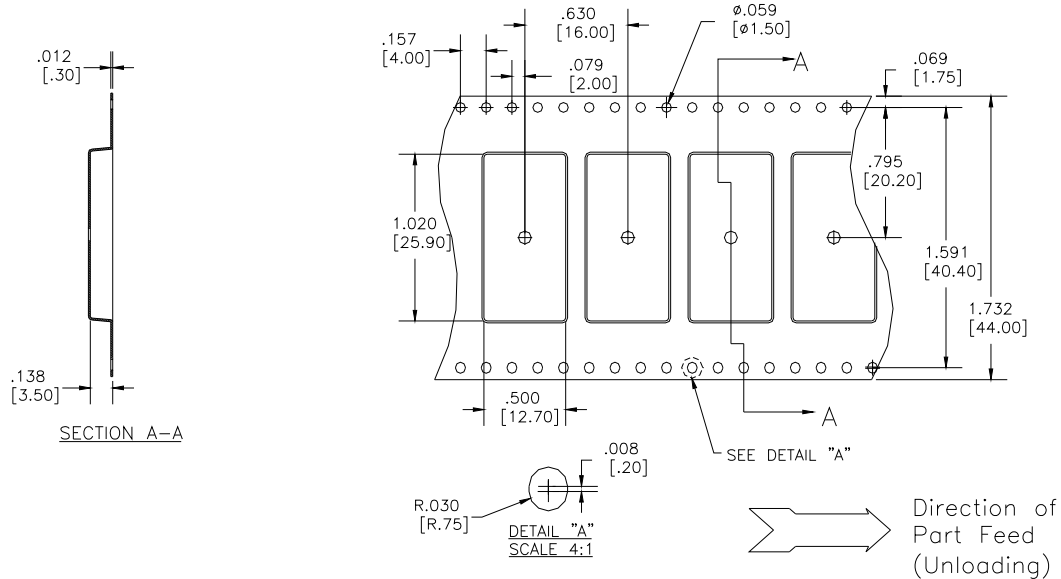 .012
[.30]
.138
[3.50]
SECTION A-A
.157
[4.00]
.630
[16.00]
.079
[2.00]
ø.059
[ø1.50]
A
.069
[1.75]
.795
[20.20]
1.020
[25.90]
1.591
[40.40]
1.732
[44.00]
.500
[12.70]
A
SEE DETAIL "A"
.008
[.20]
R.030
[R.75]
DETAIL "A"
SCALE 4:1
Direction of
Part Feed
(Unloading)